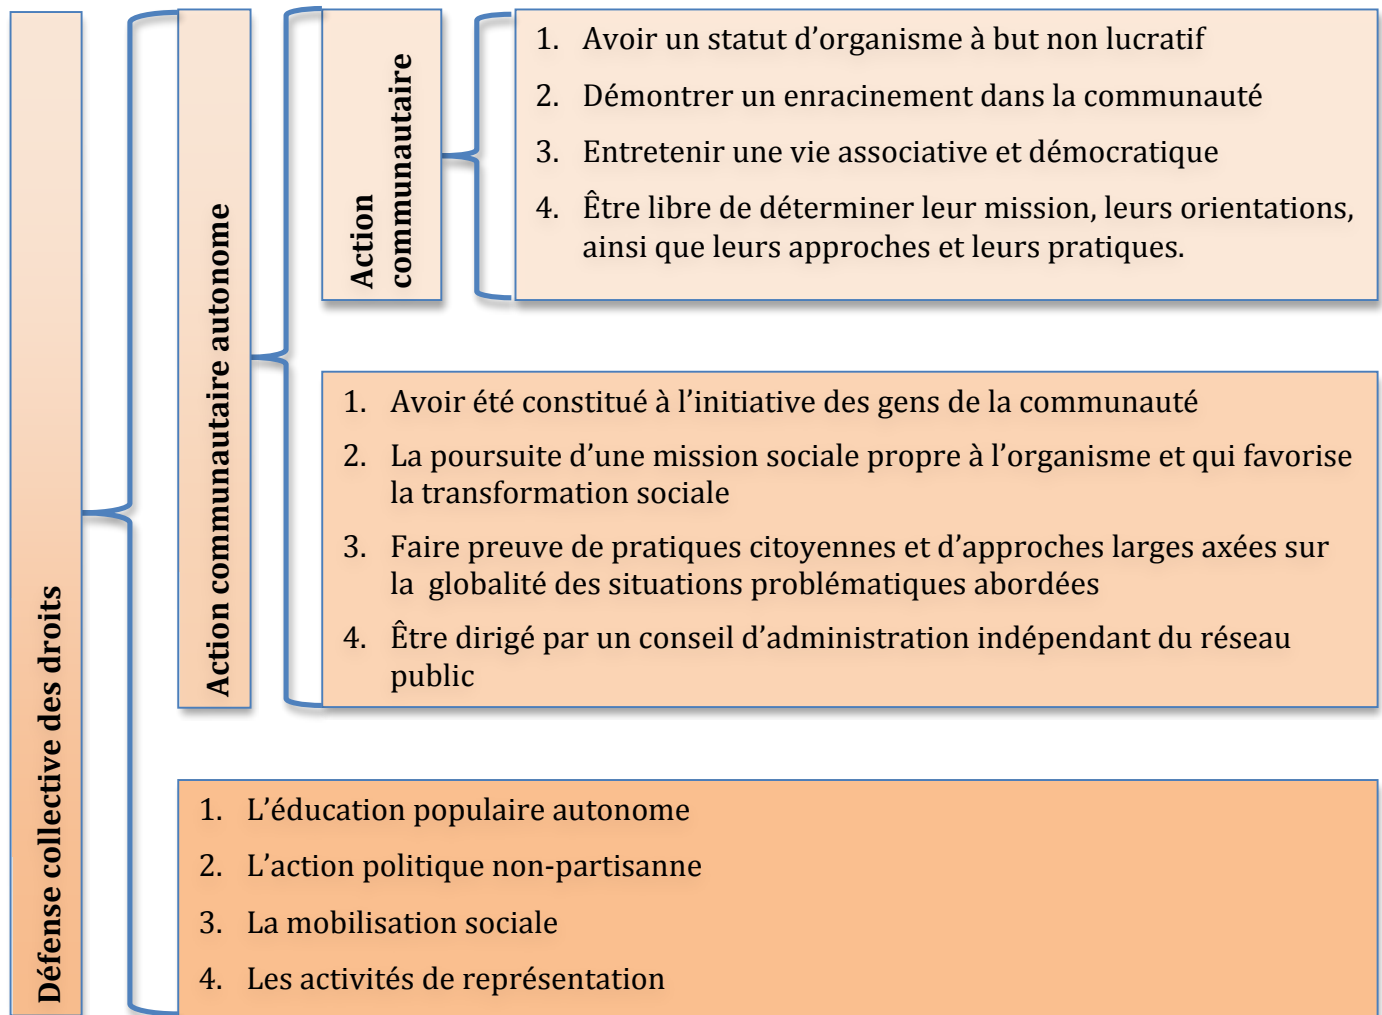 Défense collective des droits
Action communautaire autonome
Action
communautaire
1. Avoir un statut d’organisme à but non lucratif
2. Démontrer un enracinement dans la communauté
3. Entretenir une vie associative et démocratique
4. Être libre de déterminer leur mission, leurs orientations,
ainsi que leurs approches et leurs pratiques.
1. Avoir été constitué à l’initiative des gens de la communauté
2. La poursuite d’une mission sociale propre à l’organisme et qui favorise
la transformation sociale
3. Faire preuve de pratiques citoyennes et d’approches larges axées sur
la globalité des situations problématiques abordées
4. Être dirigé par un conseil d’administration indépendant du réseau
public
1. L’éducation populaire autonome
2. L’action politique non-partisanne
3. La mobilisation sociale
4. Les activités de représentation